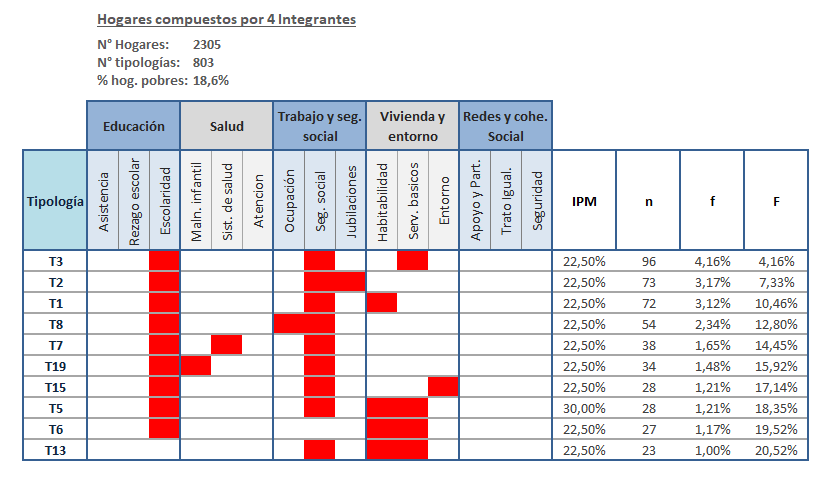 Hogares compuestos por 4 Integrantes
N° Hogares: 2305
N° tipologías: 803
% hog. pobres: 18,6%
Educación Salud Trabajo y seg. social Vivienda y entorno Redes y cohe. Social
Tipología Asistencia Rezago escolar Escolaridad Maln. infantil Sist. de salud Atencion Ocupación Seg. social Jubilaciones Habitabilidad Serv. basicos Entorno Apoyo y Part. Trato Igual. Seguridad IPM n f F
T3 22,50% 96 4,16% 4,16%
T2 22,50% 73 3,17% 7,33%
T1 22,50% 72 3,12% 10,46%
T8 22,50% 54 2,34% 12,80%
T7 22,50% 38 1,65% 14,45%
T19 22,50% 34 1,48% 15,92%
T15 22,50% 28 1,21% 17,14%
T5 30,00% 28 1,21% 18,35%
T6 22,50% 27 1,17% 19,52%
T13 22,50% 23 1,00% 20,52%